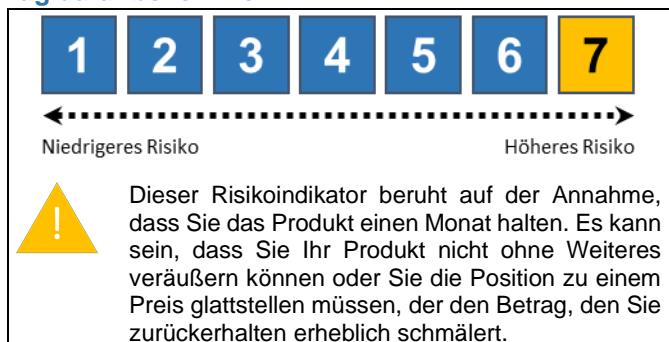 1 2 3 4 5 6 7
Niedrigeres Risiko Höheres Risiko
!
Dieser Risikoindikator beruht auf der Annahme,
dass Sie das Produkt einen Monat halten. Es kann
sein, dass Sie Ihr Produkt nicht ohne Weiteres
veräußern können oder Sie die Position zu einem
Preis glattstellen müssen, der den Betrag, den Sie
zurückerhalten erheblich schmälert.